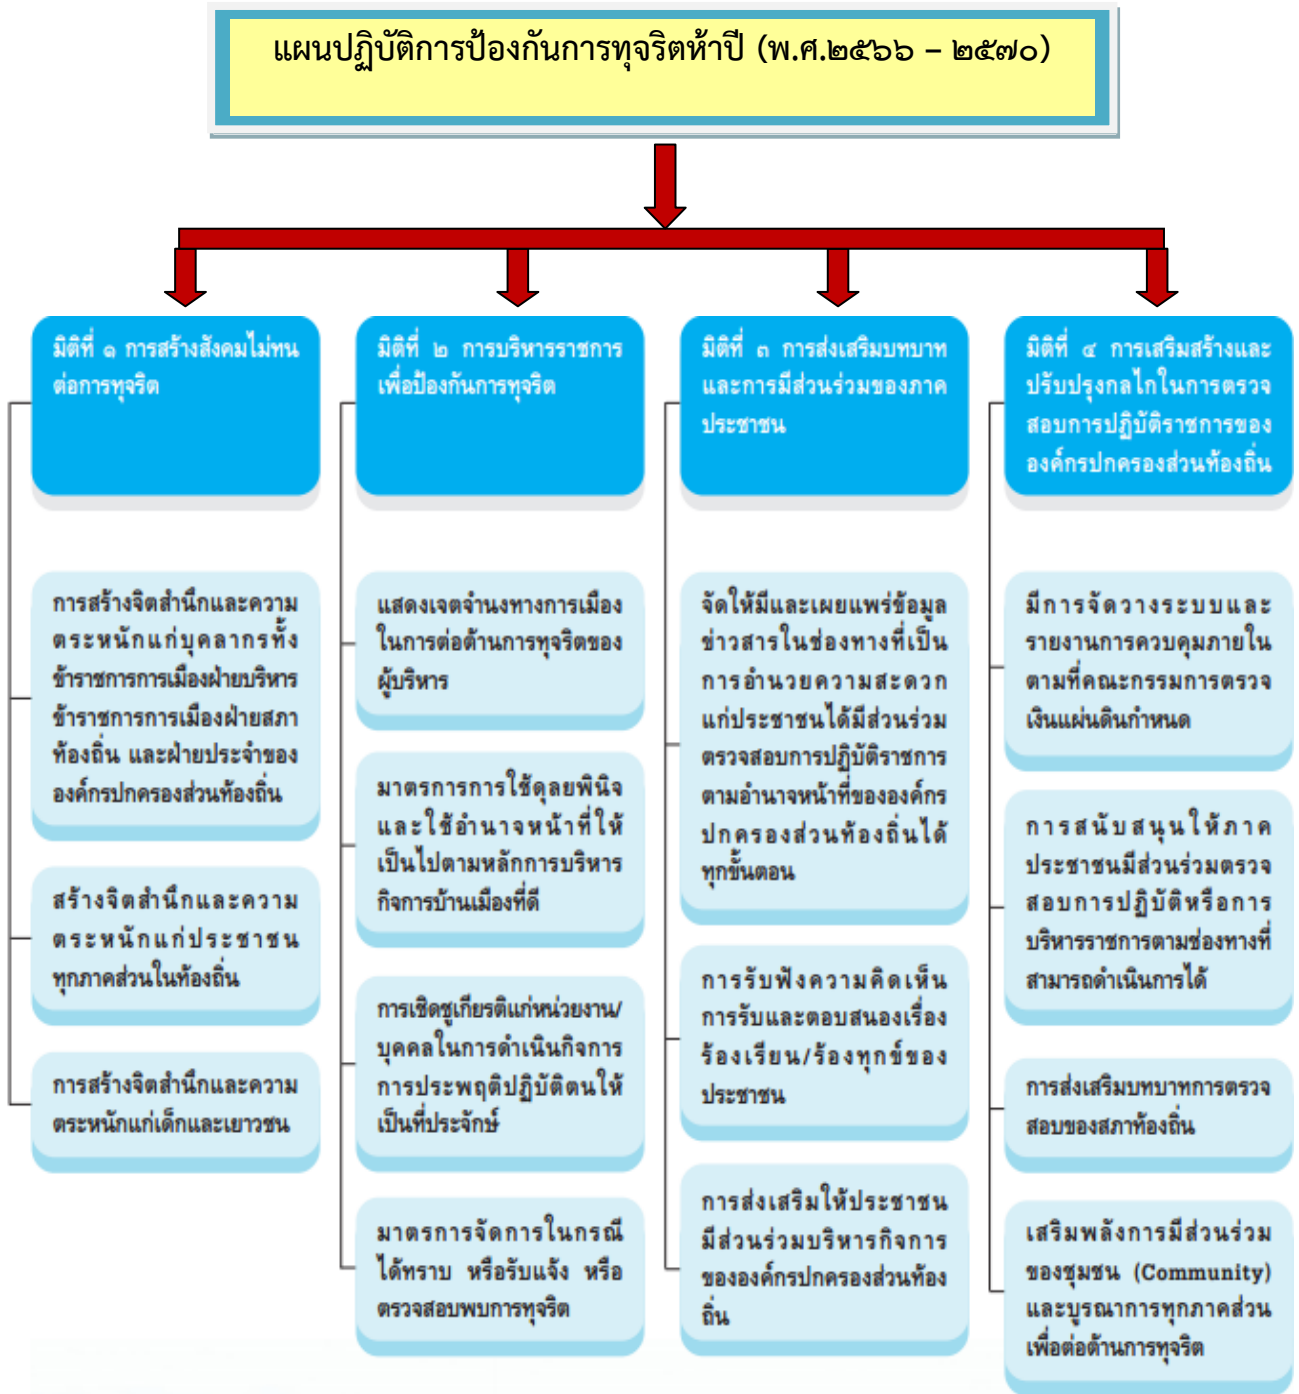 แผนปฏิบัติการป้องกันการทุจริตห้าปี (พ.ศ.๒๕๖๖ – ๒๕๗๐)
มิติที่ ๑ การสร้างสังคมไม่ทน
ต่อการทุจริต
การสร้างจิตสำนึกและความ
ตระหนักแก่บุคลากรทั้ง
ข้าราชการการเมืองฝ่ายบริหาร
ข้าราชการการเมืองฝ่ายสภา
ท้องถิ่น และฝ่ายประจำของ
องค์กรปกครองส่วนท้องถิ่น
สร้างจิตสำนึกและความ
ตระหนักแก่ประชาชน
ทุกภาคส่วนในท้องถิ่น
การสร้างจิตสำนึกและความ
ตระหนักแก่เด็กและเยาวชน
มิติที่ ๒ การบริหารราชการ
เพื่อป้องกันการทุจริต
แสดงเจตจำนงทางการเมือง
ในการต่อต้านการทุจริตของ
ผู้บริหาร
มาตรการการใช้ดุลยพินิจ
และใช้อำนาจหน้าที่ให้
เป็นไปตามหลักการบริหาร
กิจการบ้านเมืองที่ดี
การเชิดชูเกียรติแก่หน่วยงาน/
บุคคลในการดำเนินกิจการ
การประพฤติปฏิบัติตนให้
เป็นที่ประจักษ์
มาตรการจัดการในกรณี
ได้ทราบ หรือรับแจ้ง หรือ
ตรวจสอบพบการทุจริต
มิติที่ ๓ การส่งเสริมบทบาท
และการมีส่วนร่วมของภาค
ประชาชน
จัดให้มีและเผยแพร่ข้อมูล
ข่าวสารในช่องทางที่เป็น
การอำนวยความสะดวก
แก่ประชาชนได้มีส่วนร่วม
ตรวจสอบการปฏิบัติราชการ
ตามอำนาจหน้าที่ขององค์กร
ปกครองส่วนท้องถิ่นได้
ทุกขั้นตอน
การรับฟังความคิดเห็น
การรับและตอบสนองเรื่อง
ร้องเรียน/ร้องทุกข์ของ
ประชาชน
การส่งเสริมให้ประชาชน
มีส่วนร่วมบริหารกิจการ
ขององค์กรปกครองส่วนท้อง
ถิ่น
มิติที่ ๔ การเสริมสร้างและ
ปรับปรุงกลไกในการตรวจ
สอบการปฏิบัติราชการของ
องค์กรปกครองส่วนท้องถิ่น
มีการจัดวางระบบและ
รายงานการควบคุมภายใน
ตามที่คณะกรรมการตรวจ
เงินแผ่นดินกำหนด
การสนับสนุนให้ภาค
ประชาชนมีส่วนร่วมตรวจ
สอบการปฏิบัติหรือการ
บริหารราชการตามช่องทางที่
สามารถดำเนินการได้
การส่งเสริมบทบาทการตรวจ
สอบของสภาท้องถิ่น
เสริมพลังการมีส่วนร่วม
ของชุมชน (Community)
และบูรณาการทุกภาคส่วน
เพื่อต่อต้านการทุจริต